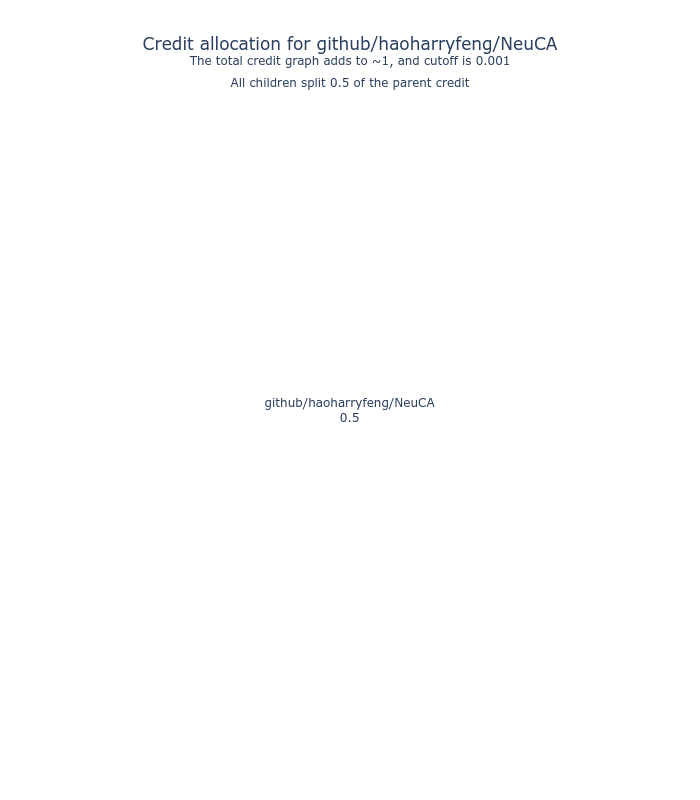 Credit allocation for github/haoharryfeng/NeuCA
The total credit graph adds to ~1, and cutoff is 0.001
All children split 0.5 of the parent credit
github/haoharryfeng/NeuCA
0.5